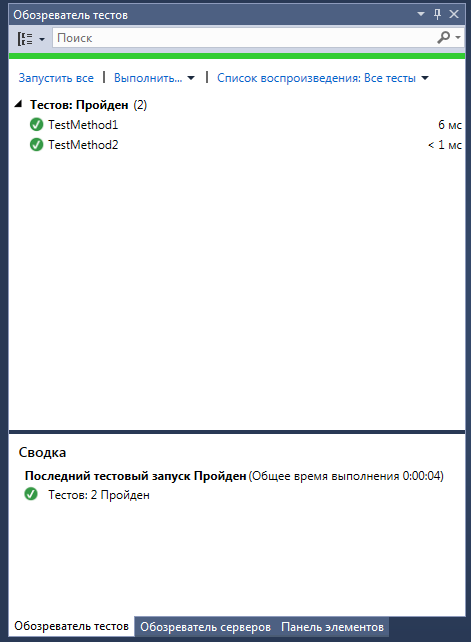 Обозреватель тестов
Поиск
Запустить все | Выполнить... | Список воспроизведения: Все тесты
Тестов: Пройден (2)
TestMethod1 6 мс
TestMethod2 < 1 мс
Сводка
Последний тестовый запуск Пройден (Общее время выполнения 0:00:04)
Тестов: 2 Пройден
Обозреватель тестов Обозреватель серверов Панель элементов